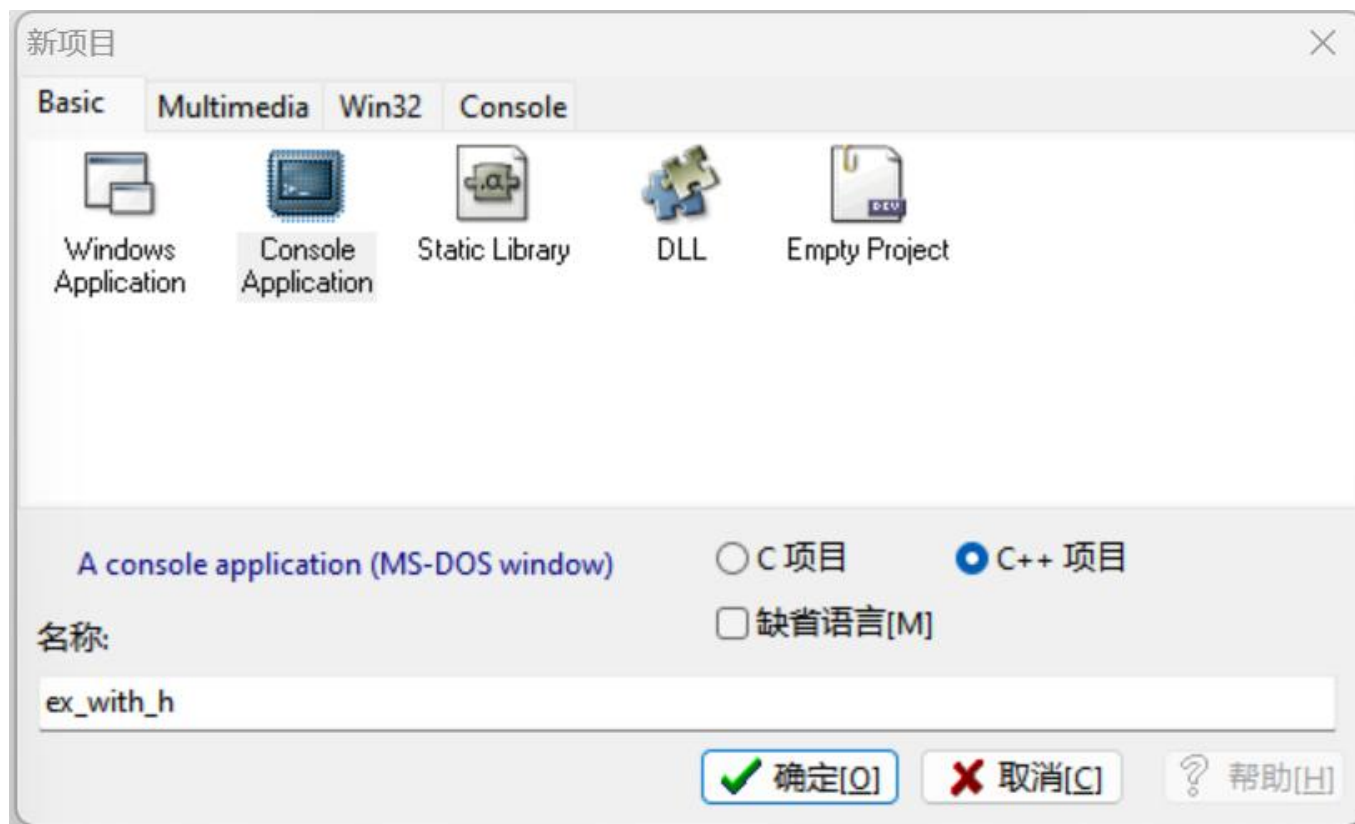 新项目
Basic Multimedia Win32 Console
.α
DEV
Windows Application
Console Application
Static Library
DLL
Empty Project
A console application (MS-DOS window)
C 项目
C++ 项目
缺省语言[M]
名称:
ex_with_h
确定[O]
取消[C]
帮助[H]